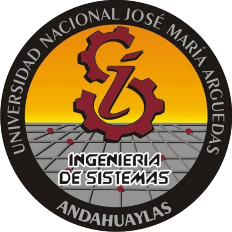 UNIVERSIDAD NACIONAL JOSÉ MARÍA ARGUEDAS
INGENIERIA
DE SISTEMAS
ANDAHUAYLAS